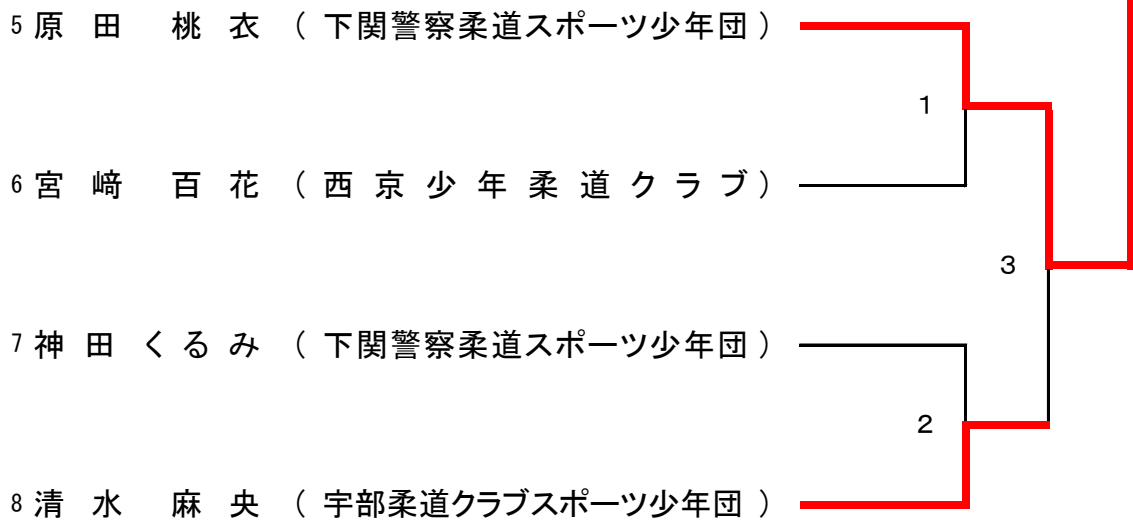 5 原田 桃衣 ( 下関警察柔道スポーツ少年団 )
1
6 宮﨑 百花 ( 西京少年柔道クラブ )
3
7 神田 くるみ ( 下関警察柔道スポーツ少年団 )
2
8 清水 麻央 ( 宇部柔道クラブスポーツ少年団 )